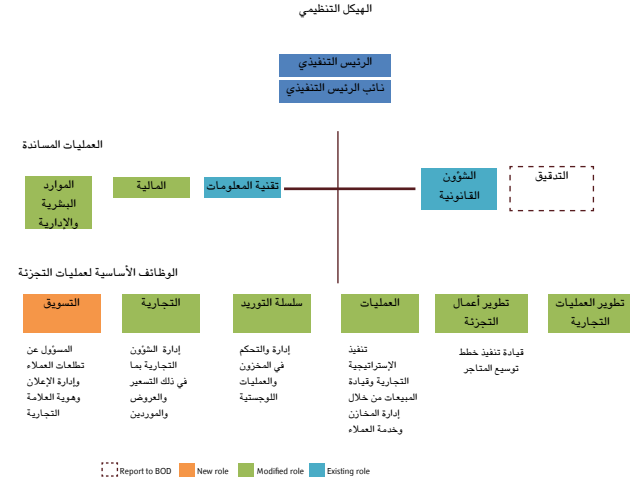 الهيكل التنظيمي
الرئيس التنفيذي
نائب الرئيس التنفيذي
العمليات المساندة
التدقيق
الشؤون
القانونية
تقنية المعلومات
المالية
الموارد
البشرية
والإدارية
الوظائف الأساسية لعمليات التجزئة
تطوير العمليات
التجارية
تطوير أعمال
التجزئة
قيادة تنفيذ خطط
توسيع المتاجر
العمليات
تنفيذ
الإستراتيجية
التجارية وقيادة
المبيعات من خلال
إدارة المخازن
وخدمة العملاء
سلسلة التوريد
إدارة والتحكم
في المخزون
والعمليات
اللوجستية
التجارية
إدارة الشؤون
التجارية بما
في ذلك التسعير
والعروض
والموردين
التسويق
المسؤول عن
تطلعات العملاء
وإدارة الإعلان
وهوية العلامة
التجارية
Report to BOD
New role
Modified role
Existing role